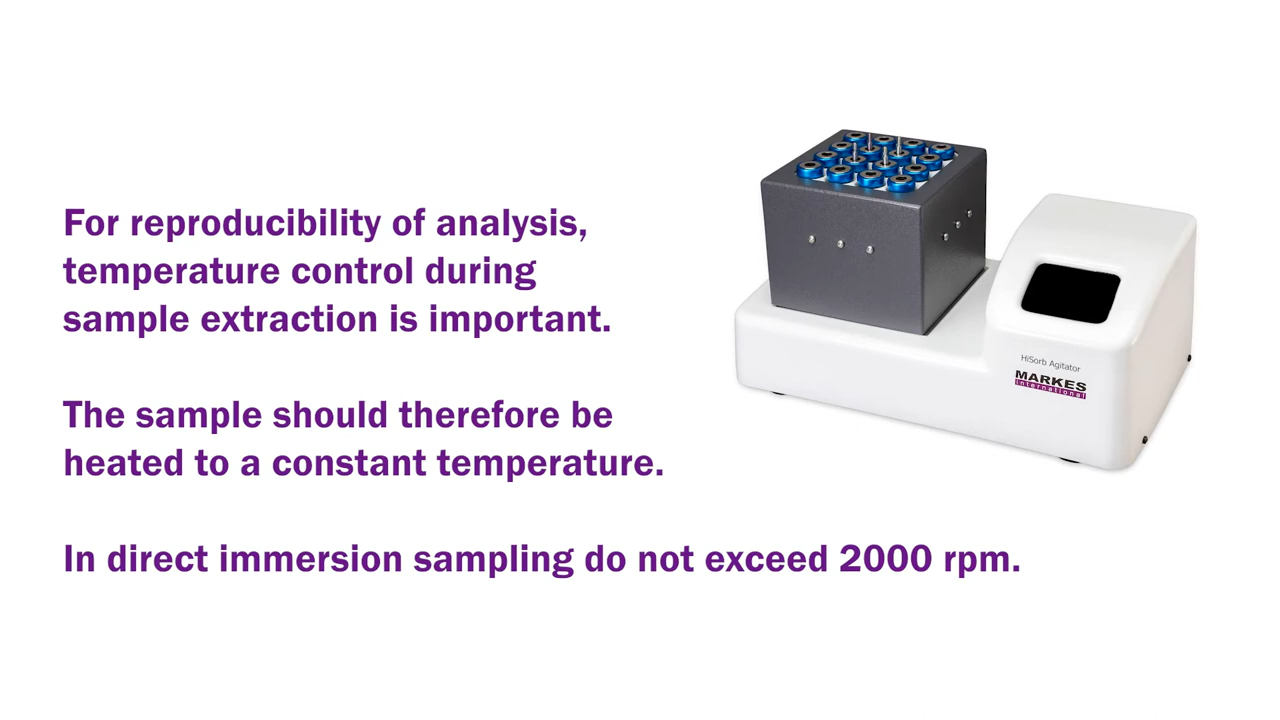 For reproducibility of analysis,
temperature control during
sample extraction is important.
The sample should therefore be
heated to a constant temperature.
In direct immersion sampling do not exceed 2000 rpm.
HiSorb Agitator
MARKES
international